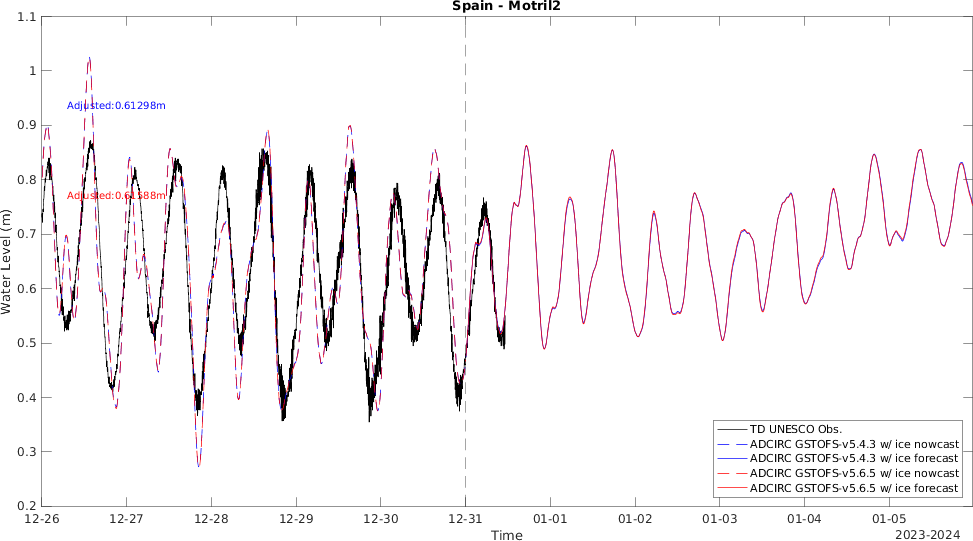 Spain - Motril2
1.1
1
0.9
0.8
0.7
0.6
0.5
0.4
0.3
0.2
Water Level (m)
Adjusted:0.61298m
Adjusted:0.61588m
TD UNESCO Obs.
ADCIRC GSTOFS-v5.4.3 w/ ice nowcast
ADCIRC GSTOFS-v5.4.3 w/ ice forecast
ADCIRC GSTOFS-v5.6.5 w/ ice nowcast
ADCIRC GSTOFS-v5.6.5 w/ ice forecast
12-26 12-27 12-28 12-29 12-30 12-31 01-01 01-02 01-03 01-04 01-05
Time
2023-2024